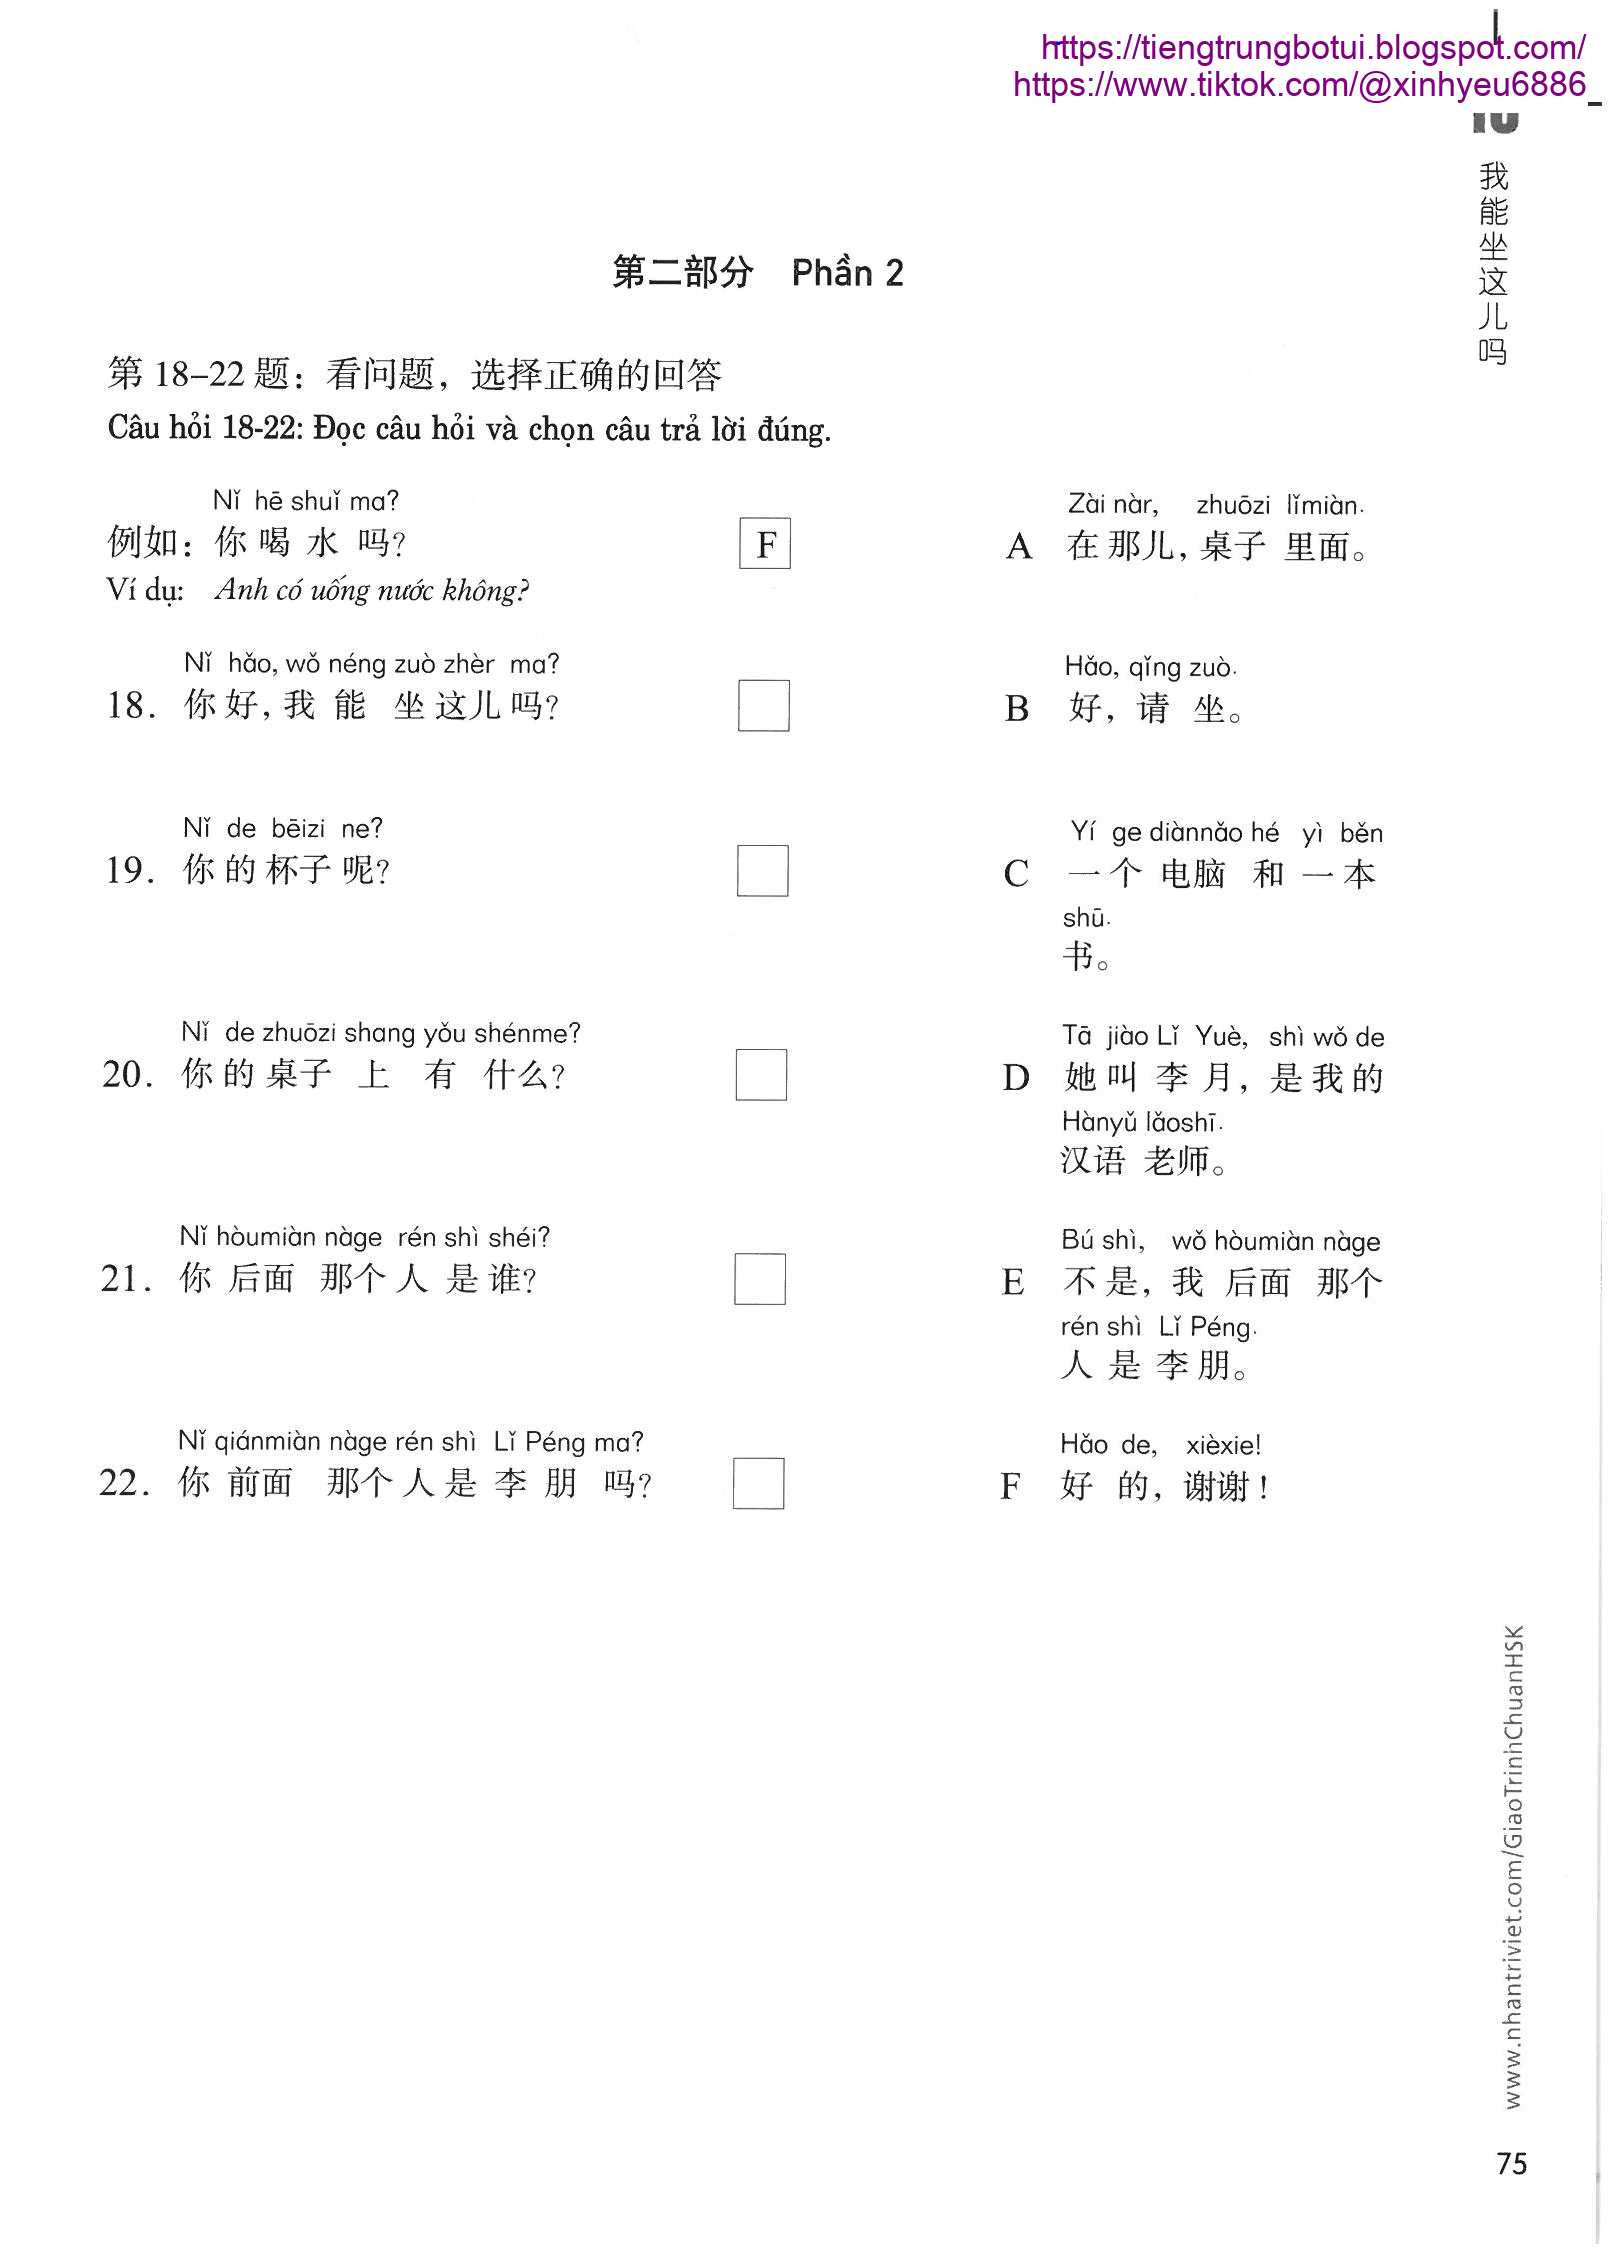 https://tiengtrungbotui.blogspot.com/
https://www.tiktok.com/@xinhyeu6886
10
我能坐这儿吗
第二部分 Phần 2
第 18–22 题：看问题，选择正确的回答
Câu hỏi 18-22: Đọc câu hỏi và chọn câu trả lời đúng.
Nǐ hē shuǐ ma?
例如：你喝水吗？ F
Ví dụ: Anh có uống nước không?
Zài nàr, zhuōzi lǐmiàn.
A 在那儿，桌子里面。
Nǐ hǎo, wǒ néng zuò zhèr ma?
18. 你好，我能坐这儿吗？
Hǎo, qǐng zuò.
B 好，请坐。
Nǐ de bēizi ne?
19. 你的杯子呢？
Yí ge diànnǎo hé yì běn
C 一个电脑和一本
shū.
书。
Nǐ de zhuōzi shang yǒu shénme?
20. 你的桌子上有什么？
Tā jiào Lǐ Yuè, shì wǒ de
D 她叫李月，是我的
Hànyǔ lǎoshī.
汉语老师。
Nǐ hòumiàn nàge rén shì shéi?
21. 你后面那个人是谁？
Bú shì, wǒ hòumiàn nàge
E 不是，我后面那个
rén shì Lǐ Péng.
人是李朋。
Nǐ qiánmiàn nàge rén shì Lǐ Péng ma?
22. 你前面那个人是李朋吗？
Hǎo de, xièxie!
F 好的，谢谢！
www.nhantriviet.com/GiaoTrinhChuanHSK
75